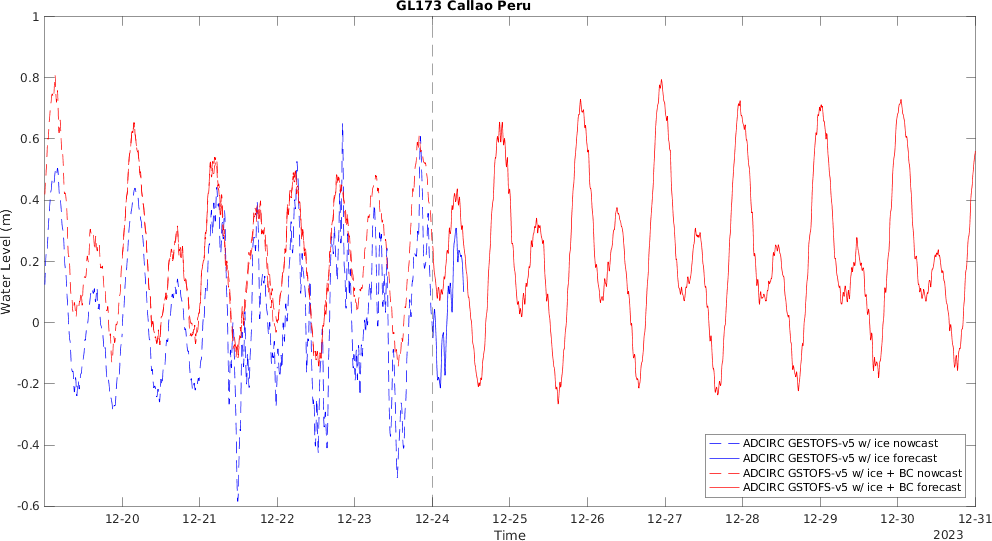 GL173 Callao Peru
1
0.8
0.6
0.4
0.2
0
-0.2
-0.4
-0.6
Water Level (m)
12-20 12-21 12-22 12-23 12-24 12-25 12-26 12-27 12-28 12-29 12-30 12-31
Time
2023
ADCIRC GESTOFS-v5 w/ ice nowcast
ADCIRC GESTOFS-v5 w/ ice forecast
ADCIRC GSTOFS-v5 w/ ice + BC nowcast
ADCIRC GSTOFS-v5 w/ ice + BC forecast